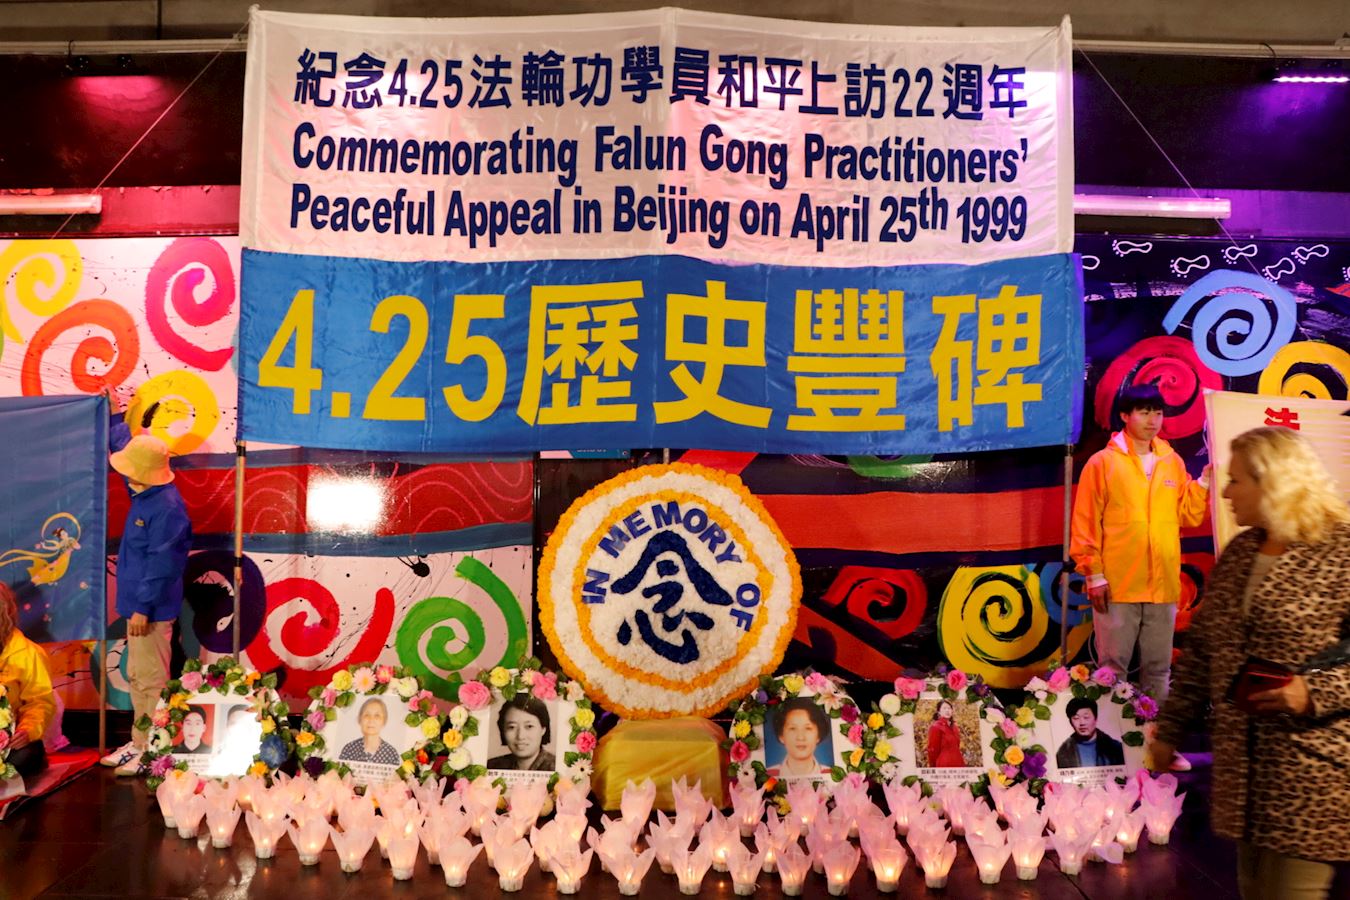 紀念4.25法輪功學員和平上訪22週年
Commemorating Falun Gong Practitioners'
Peaceful Appeal in Beijing on April 25th 1999
4.25歷史豐碑
法
IN MEMORY OF
念